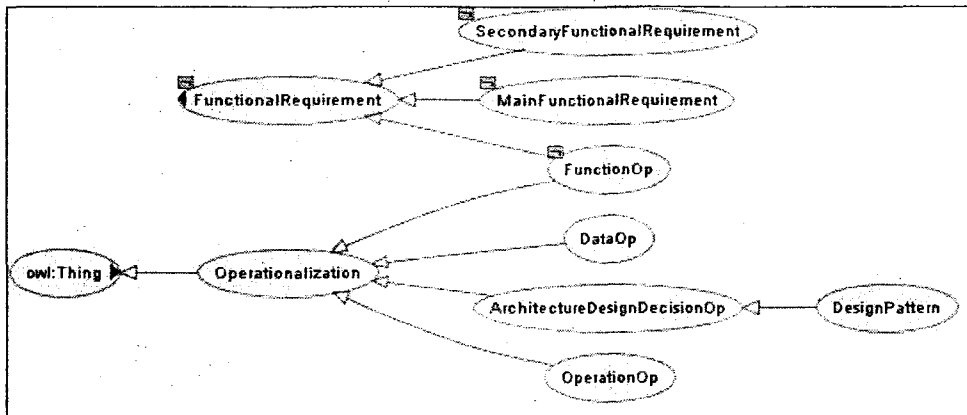 SecondaryFunctionalRequirement
FunctionalRequirement
MainFunctionalRequirement
FunctionOp
DataOp
owl:Thing
Operationalization
ArchitectureDesignDecisionOp
DesignPattern
OperationOp